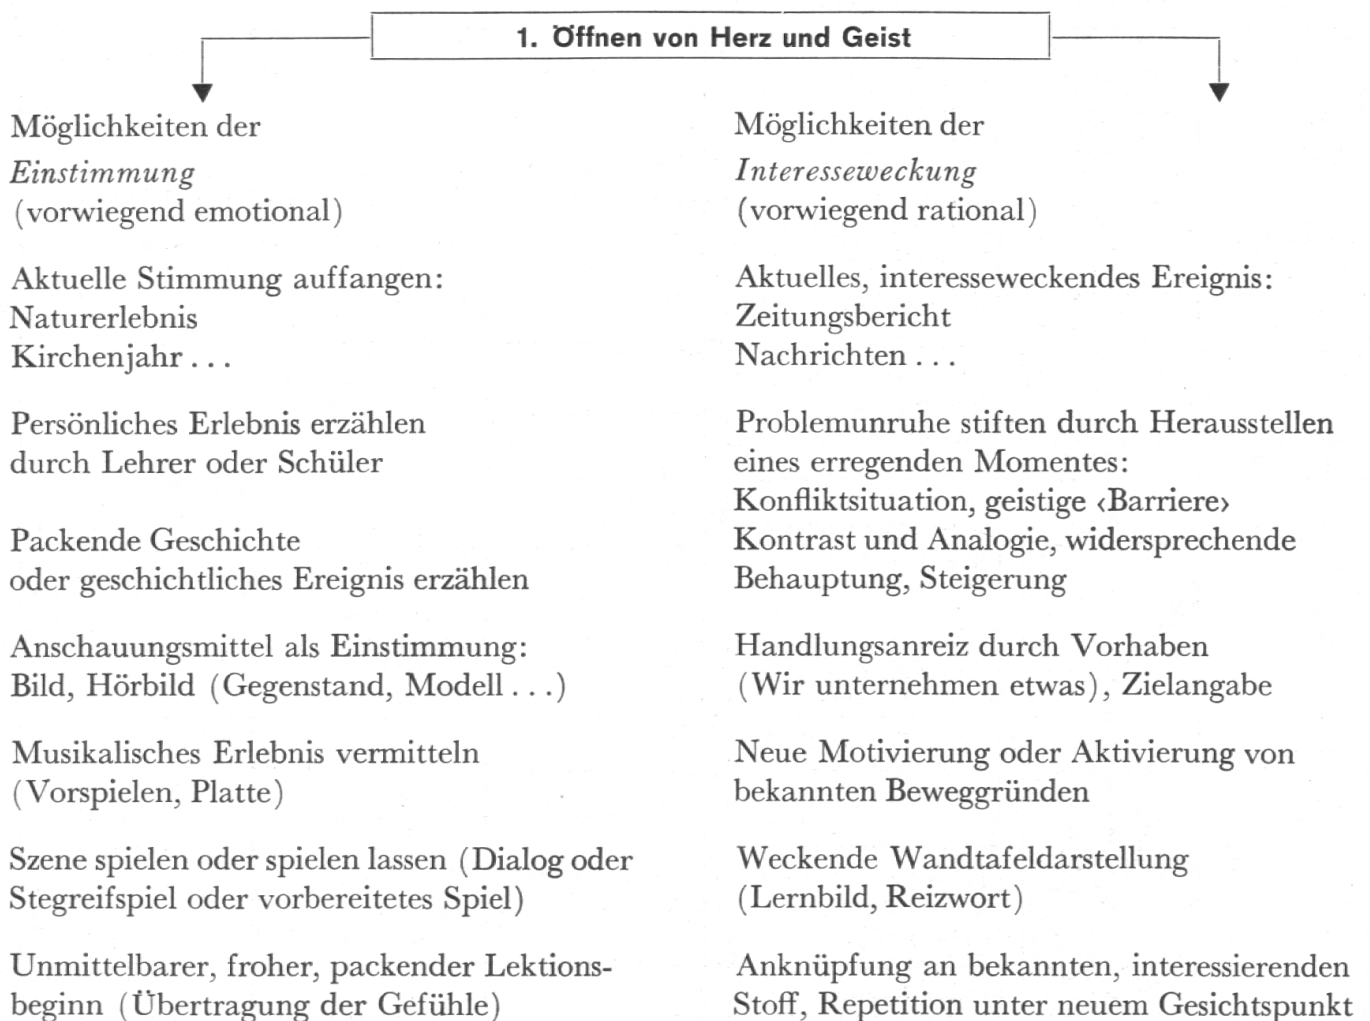 1. Öffnen von Herz und Geist
Möglichkeiten der
Einstimmung
(vorwiegend emotional)
Aktuelle Stimmung auffangen:
Naturerlebnis
Kirchenjahr . . .
Persönliches Erlebnis erzählen
durch Lehrer oder Schüler
Packende Geschichte
oder geschichtliches Ereignis erzählen
Anschauungsmittel als Einstimmung:
Bild, Hörbild (Gegenstand, Modell . . .)
Musikalisches Erlebnis vermitteln
(Vorspielen, Platte)
Szene spielen oder spielen lassen (Dialog oder
Stegreifspiel oder vorbereitetes Spiel)
Unmittelbarer, froher, packender Lektions-
beginn (Übertragung der Gefühle)
Möglichkeiten der
Interesseweckung
(vorwiegend rational)
Aktuelles, interesseweckendes Ereignis:
Zeitungsbericht
Nachrichten . . .
Problemunruhe stiften durch Herausstellen
eines erregenden Momentes:
Konfliktsituation, geistige ‹Barriere›
Kontrast und Analogie, widersprechende
Behauptung, Steigerung
Handlungsanreiz durch Vorhaben
(Wir unternehmen etwas), Zielangabe
Neue Motivierung oder Aktivierung von
bekannten Beweggründen
Weckende Wandtafeldarstellung
(Lernbild, Reizwort)
Anknüpfung an bekannten, interessierenden
Stoff, Repetition unter neuem Gesichtspunkt